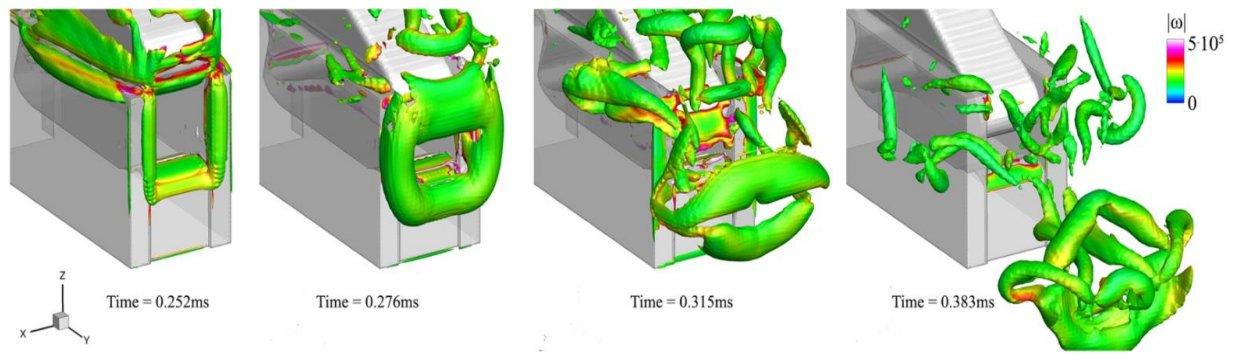 |ω|
5·10⁵
0
Z
X
Y
Time = 0.252ms
Time = 0.276ms
Time = 0.315ms
Time = 0.383ms